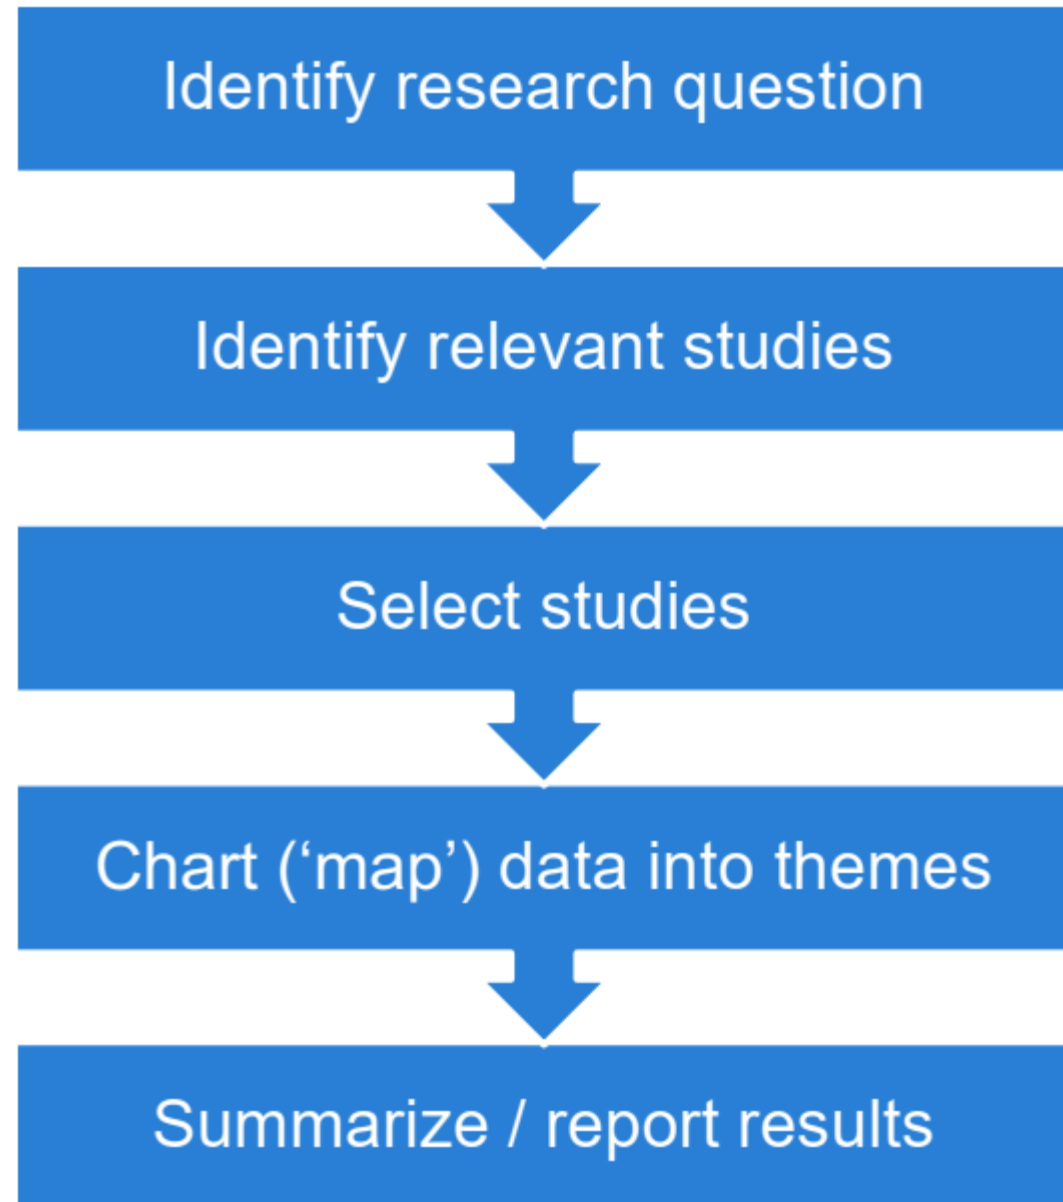 Identify research question
Identify relevant studies
Select studies
Chart (‘map’) data into themes
Summarize / report results